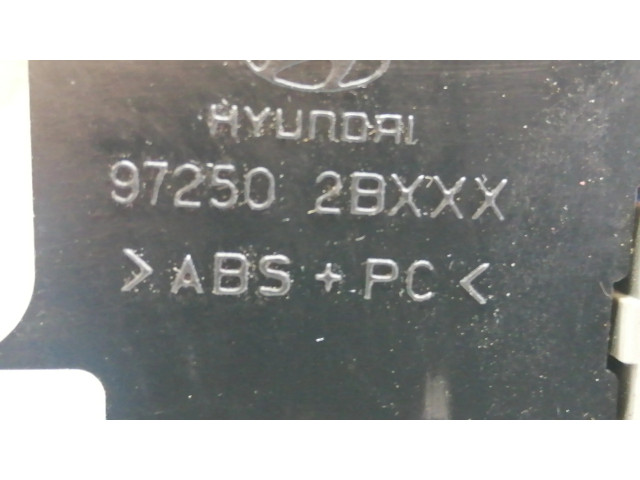 HYUNDAI
97250 2BXXX
>ABS + PC<